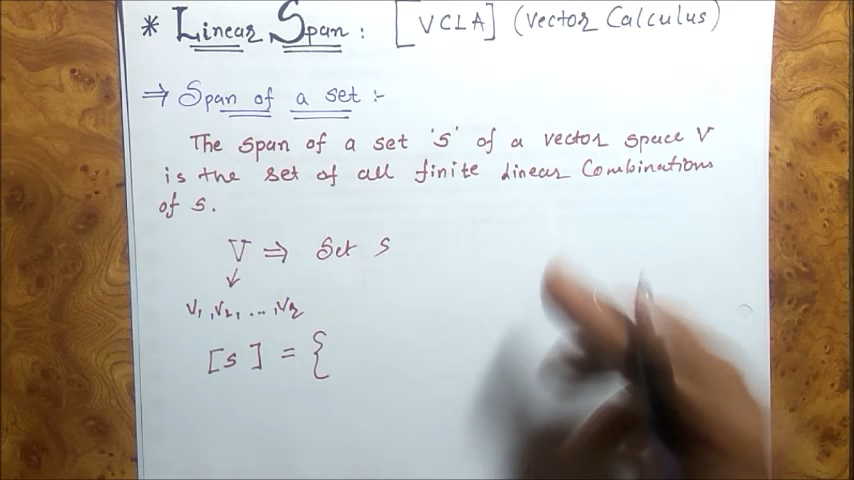 * Linear Span : [VCLA] (Vector Calculus)
⇒ Span of a set :-
The span of a set 's' of a vector space V
is the set of all finite Linear Combinations
of s.
V ⇒ Set S
↓
V₁, V₂, ..., Vn
[s] = {